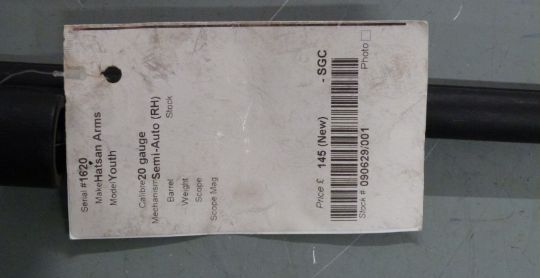 Serial #1620
Make Hatsan Arms
Model Youth
Calibre 20 gauge
Mechanism Semi-Auto (RH)
Barrel Stock
Weight
Scope
Scope Mag
Price £ 145 (New) - SGC
Stock # 090629/001
Photo